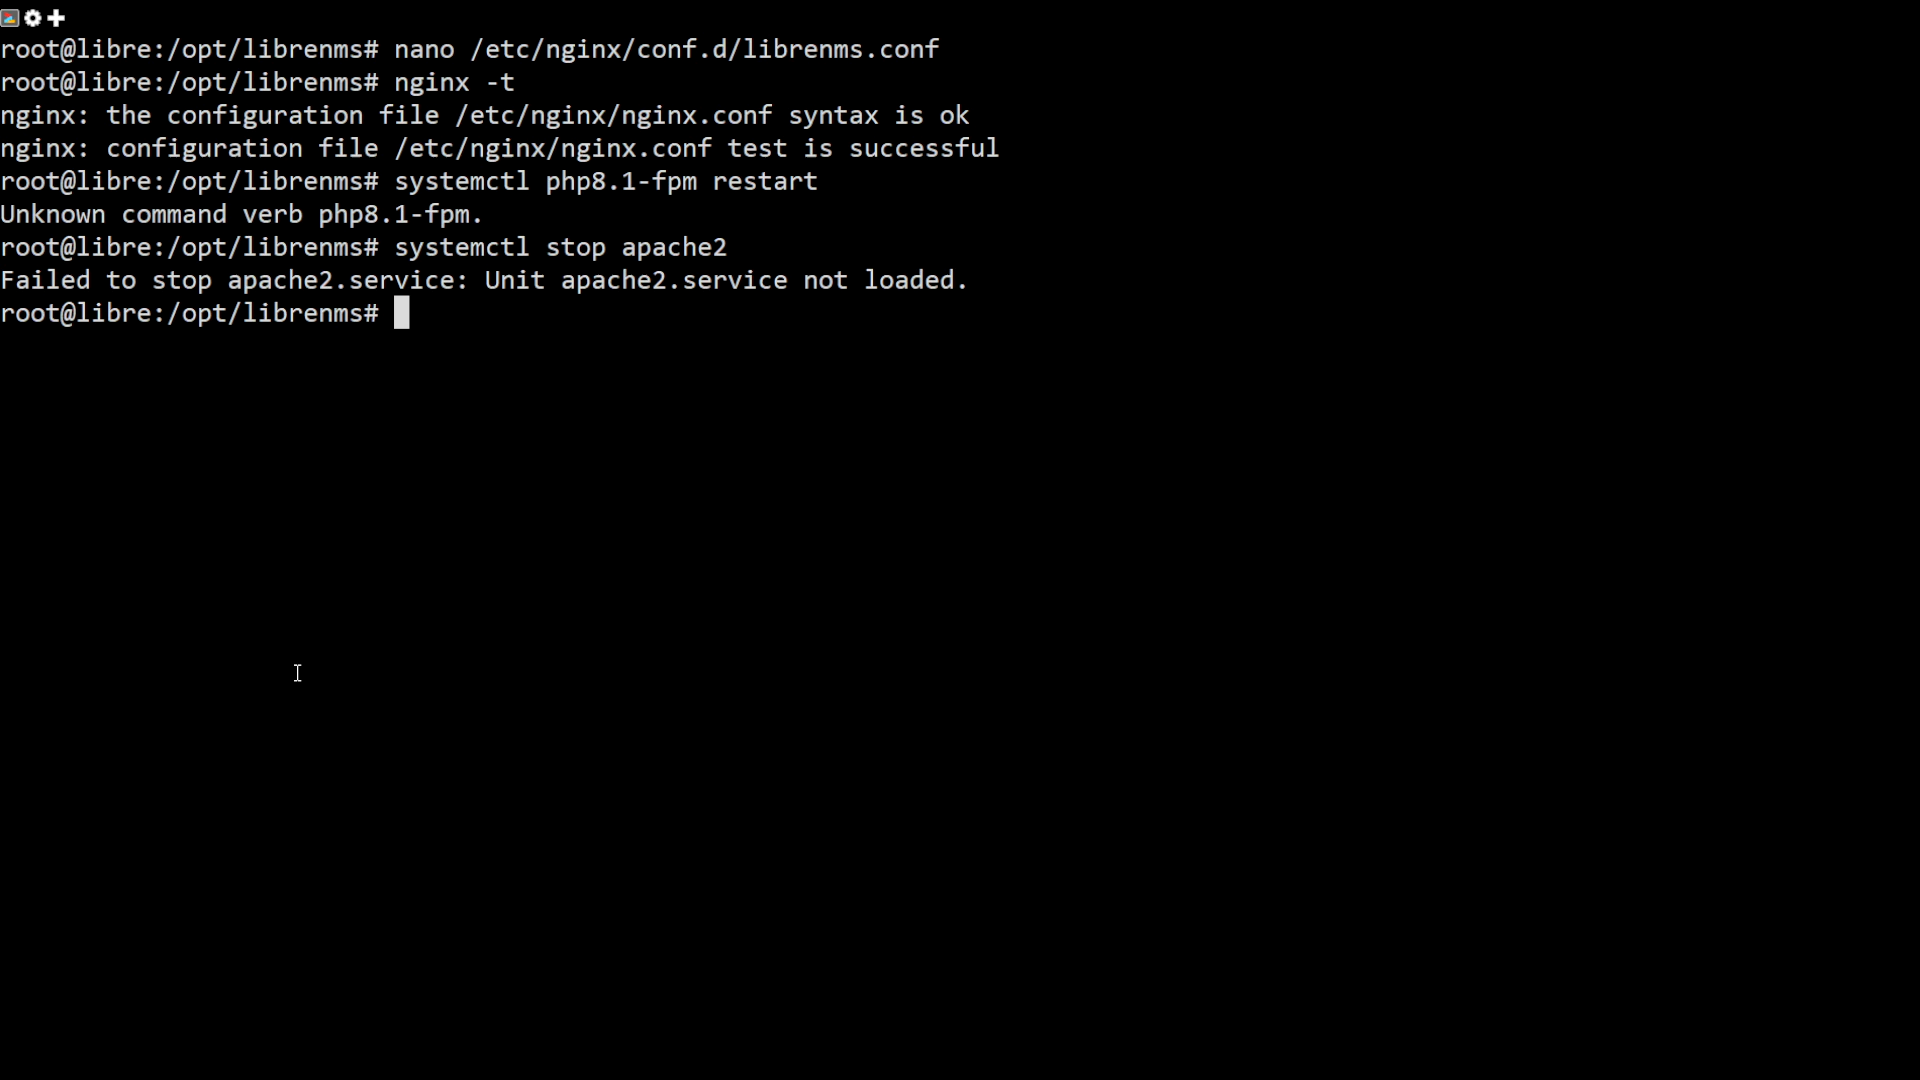 root@libre:/opt/librenms# nano /etc/nginx/conf.d/librenms.conf
root@libre:/opt/librenms# nginx -t
nginx: the configuration file /etc/nginx/nginx.conf syntax is ok
nginx: configuration file /etc/nginx/nginx.conf test is successful
root@libre:/opt/librenms# systemctl php8.1-fpm restart
Unknown command verb php8.1-fpm.
root@libre:/opt/librenms# systemctl stop apache2
Failed to stop apache2.service: Unit apache2.service not loaded.
root@libre:/opt/librenms#